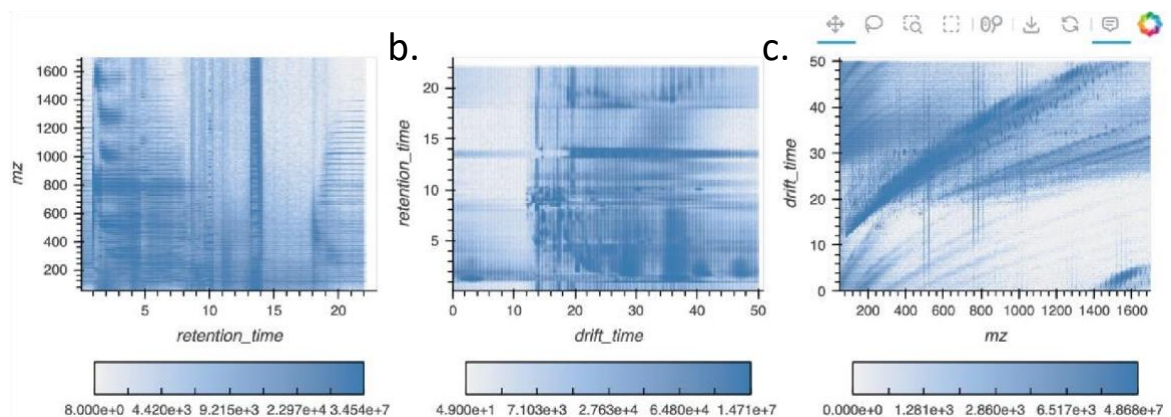 b.
c.
1600
1400
1200
1000
800
600
400
200
mz
5 10 15 20
retention_time
8.000e+0 4.420e+3 9.215e+3 2.297e+4 3.454e+7
20
15
10
5
retention_time
0 10 20 30 40 50
drift_time
4.900e+1 7.103e+3 2.763e+4 6.480e+4 1.471e+7
50
40
30
20
10
0
drift_time
200 400 600 800 1000 1200 1400 1600
mz
0.000e+0 1.281e+3 2.860e+3 6.517e+3 4.886e+7